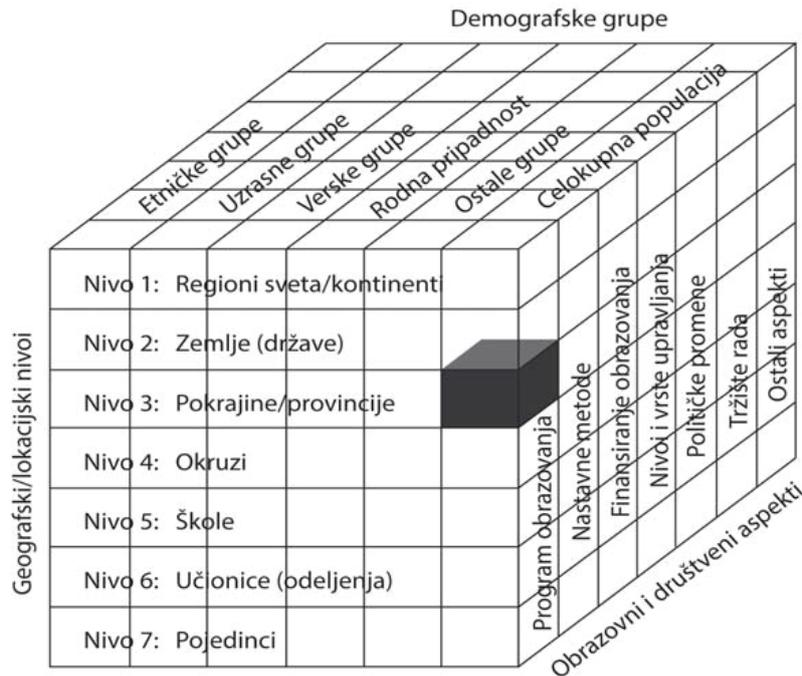 Demografske grupe
Etničke grupe
Uzrasne grupe
Verske grupe
Rodna pripadnost
Ostale grupe
Celokupna populacija
Geografski/lokacijski nivoi
Nivo 1: Regioni sveta/kontinenti
Nivo 2: Zemlje (države)
Nivo 3: Pokrajine/provincije
Nivo 4: Okruzi
Nivo 5: Škole
Nivo 6: Učionice (odeljenja)
Nivo 7: Pojedinci
Program obrazovanja
Nastavne metode
Finansiranje obrazovanja
Nivoi i vrste upravljanja
Političke promene
Tržište rada
Ostali aspekti
Obrazovni i društveni aspekti